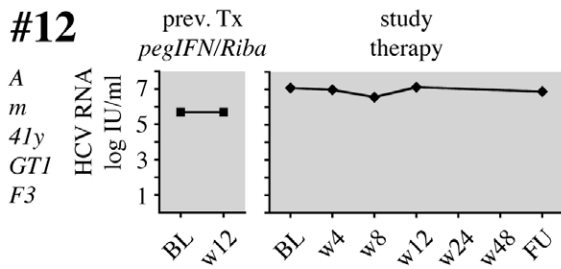 #12
A
m
41y
GT1
F3
prev. Tx
pegIFN/Riba
study
therapy
HCV RNA
log IU/ml
7
5
3
1
BL
w12
BL
w4
w8
w12
w24
w48
FU